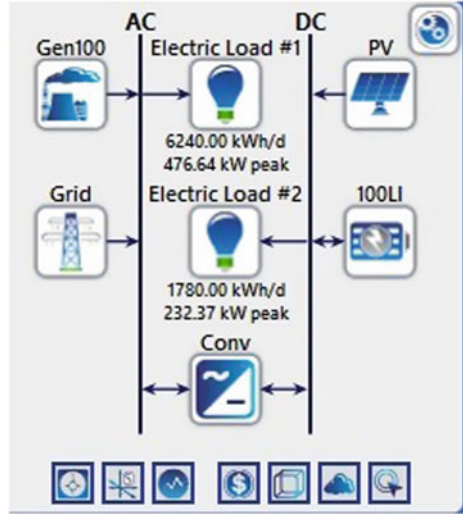 AC DC
Gen100 Electric Load #1 PV
6240.00 kWh/d
476.64 kW peak
Grid Electric Load #2 100LI
1780.00 kWh/d
232.37 kW peak
Conv